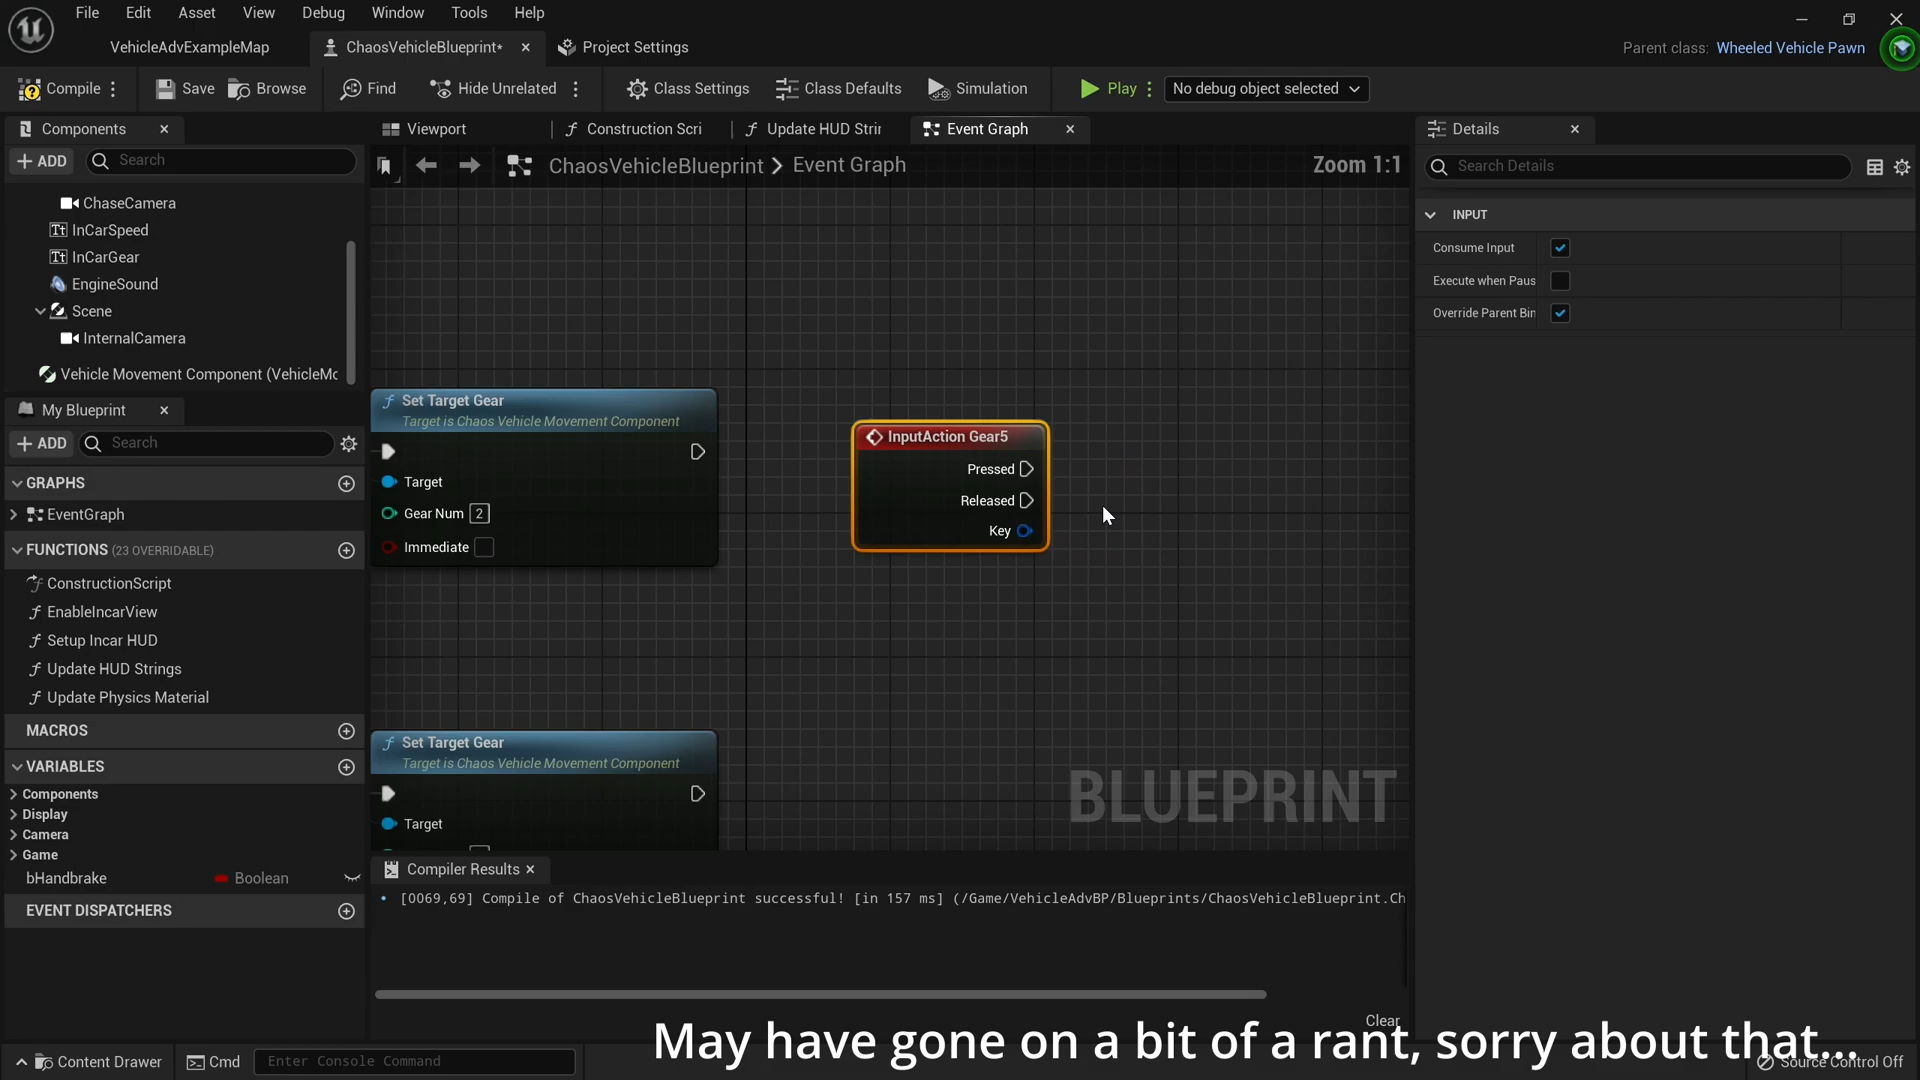 File Edit Asset View Debug Window Tools Help
VehicleAdvExampleMap
ChaosVehicleBlueprint*
Project Settings
Parent class: Wheeled Vehicle Pawn
Compile
Save
Browse
Find
Hide Unrelated
Class Settings
Class Defaults
Simulation
Play
No debug object selected
Components
ADD
Search
ChaseCamera
InCarSpeed
InCarGear
EngineSound
Scene
InternalCamera
Vehicle Movement Component (VehicleMc
My Blueprint
ADD
Search
GRAPHS
EventGraph
FUNCTIONS (23 OVERRIDABLE)
ConstructionScript
EnableIncarView
Setup Incar HUD
Update HUD Strings
Update Physics Material
MACROS
VARIABLES
Components
Display
Camera
Game
bHandbrake Boolean
EVENT DISPATCHERS
Viewport
Construction Scri
Update HUD Strin
Event Graph
ChaosVehicleBlueprint > Event Graph
Zoom 1:1
Set Target Gear
Target is Chaos Vehicle Movement Component
Target
Gear Num 2
Immediate
InputAction Gear5
Pressed
Released
Key
Set Target Gear
Target is Chaos Vehicle Movement Component
Target
BLUEPRINT
Compiler Results
[0069,69] Compile of ChaosVehicleBlueprint successful! [in 157 ms] (/Game/VehicleAdvBP/Blueprints/ChaosVehicleBlueprint.Ch
Clear
Details
Search Details
INPUT
Consume Input
Execute when Paus
Override Parent Bin
May have gone on a bit of a rant, sorry about that...
Content Drawer
Cmd
Enter Console Command
Source Control Off